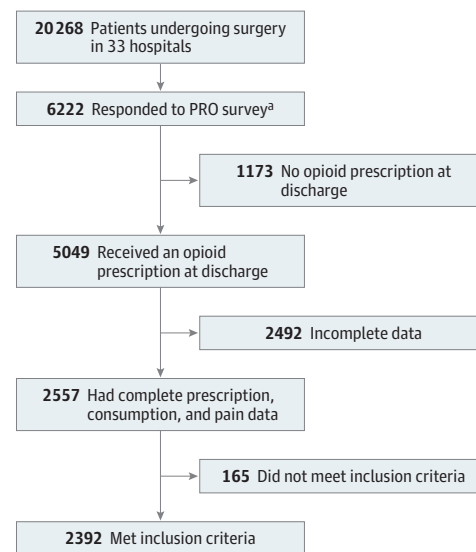 20268 Patients undergoing surgery
in 33 hospitals
6222 Responded to PRO surveyᵃ
1173 No opioid prescription at
discharge
5049 Received an opioid
prescription at discharge
2492 Incomplete data
2557 Had complete prescription,
consumption, and pain data
165 Did not meet inclusion criteria
2392 Met inclusion criteria